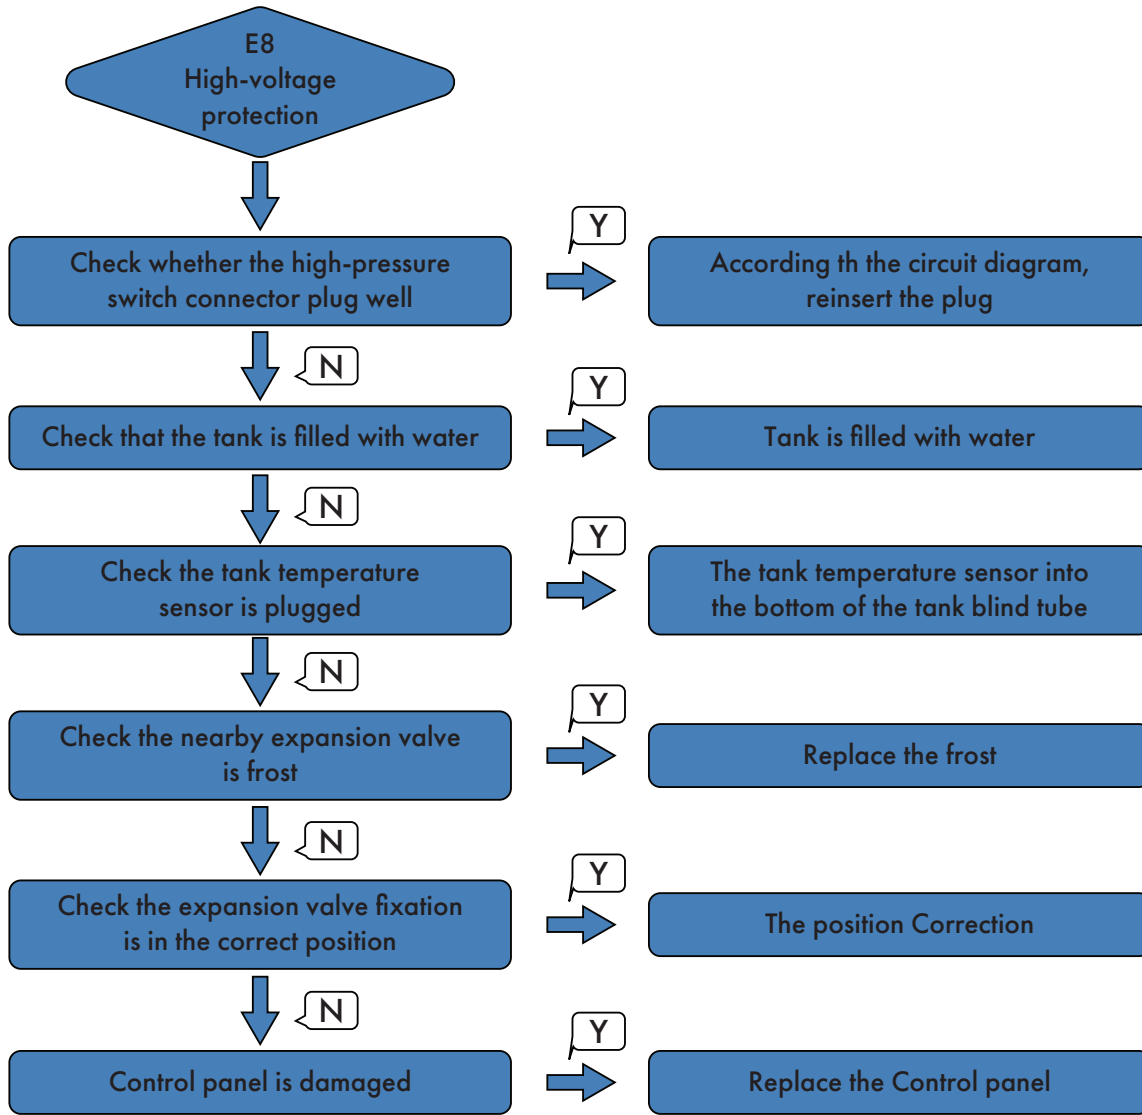 E8
High-voltage
protection
Check whether the high-pressure
switch connector plug well
Y
According th the circuit diagram,
reinsert the plug
N
Check that the tank is filled with water
Y
Tank is filled with water
N
Check the tank temperature
sensor is plugged
Y
The tank temperature sensor into
the bottom of the tank blind tube
N
Check the nearby expansion valve
is frost
Y
Replace the frost
N
Check the expansion valve fixation
is in the correct position
Y
The position Correction
N
Control panel is damaged
Y
Replace the Control panel